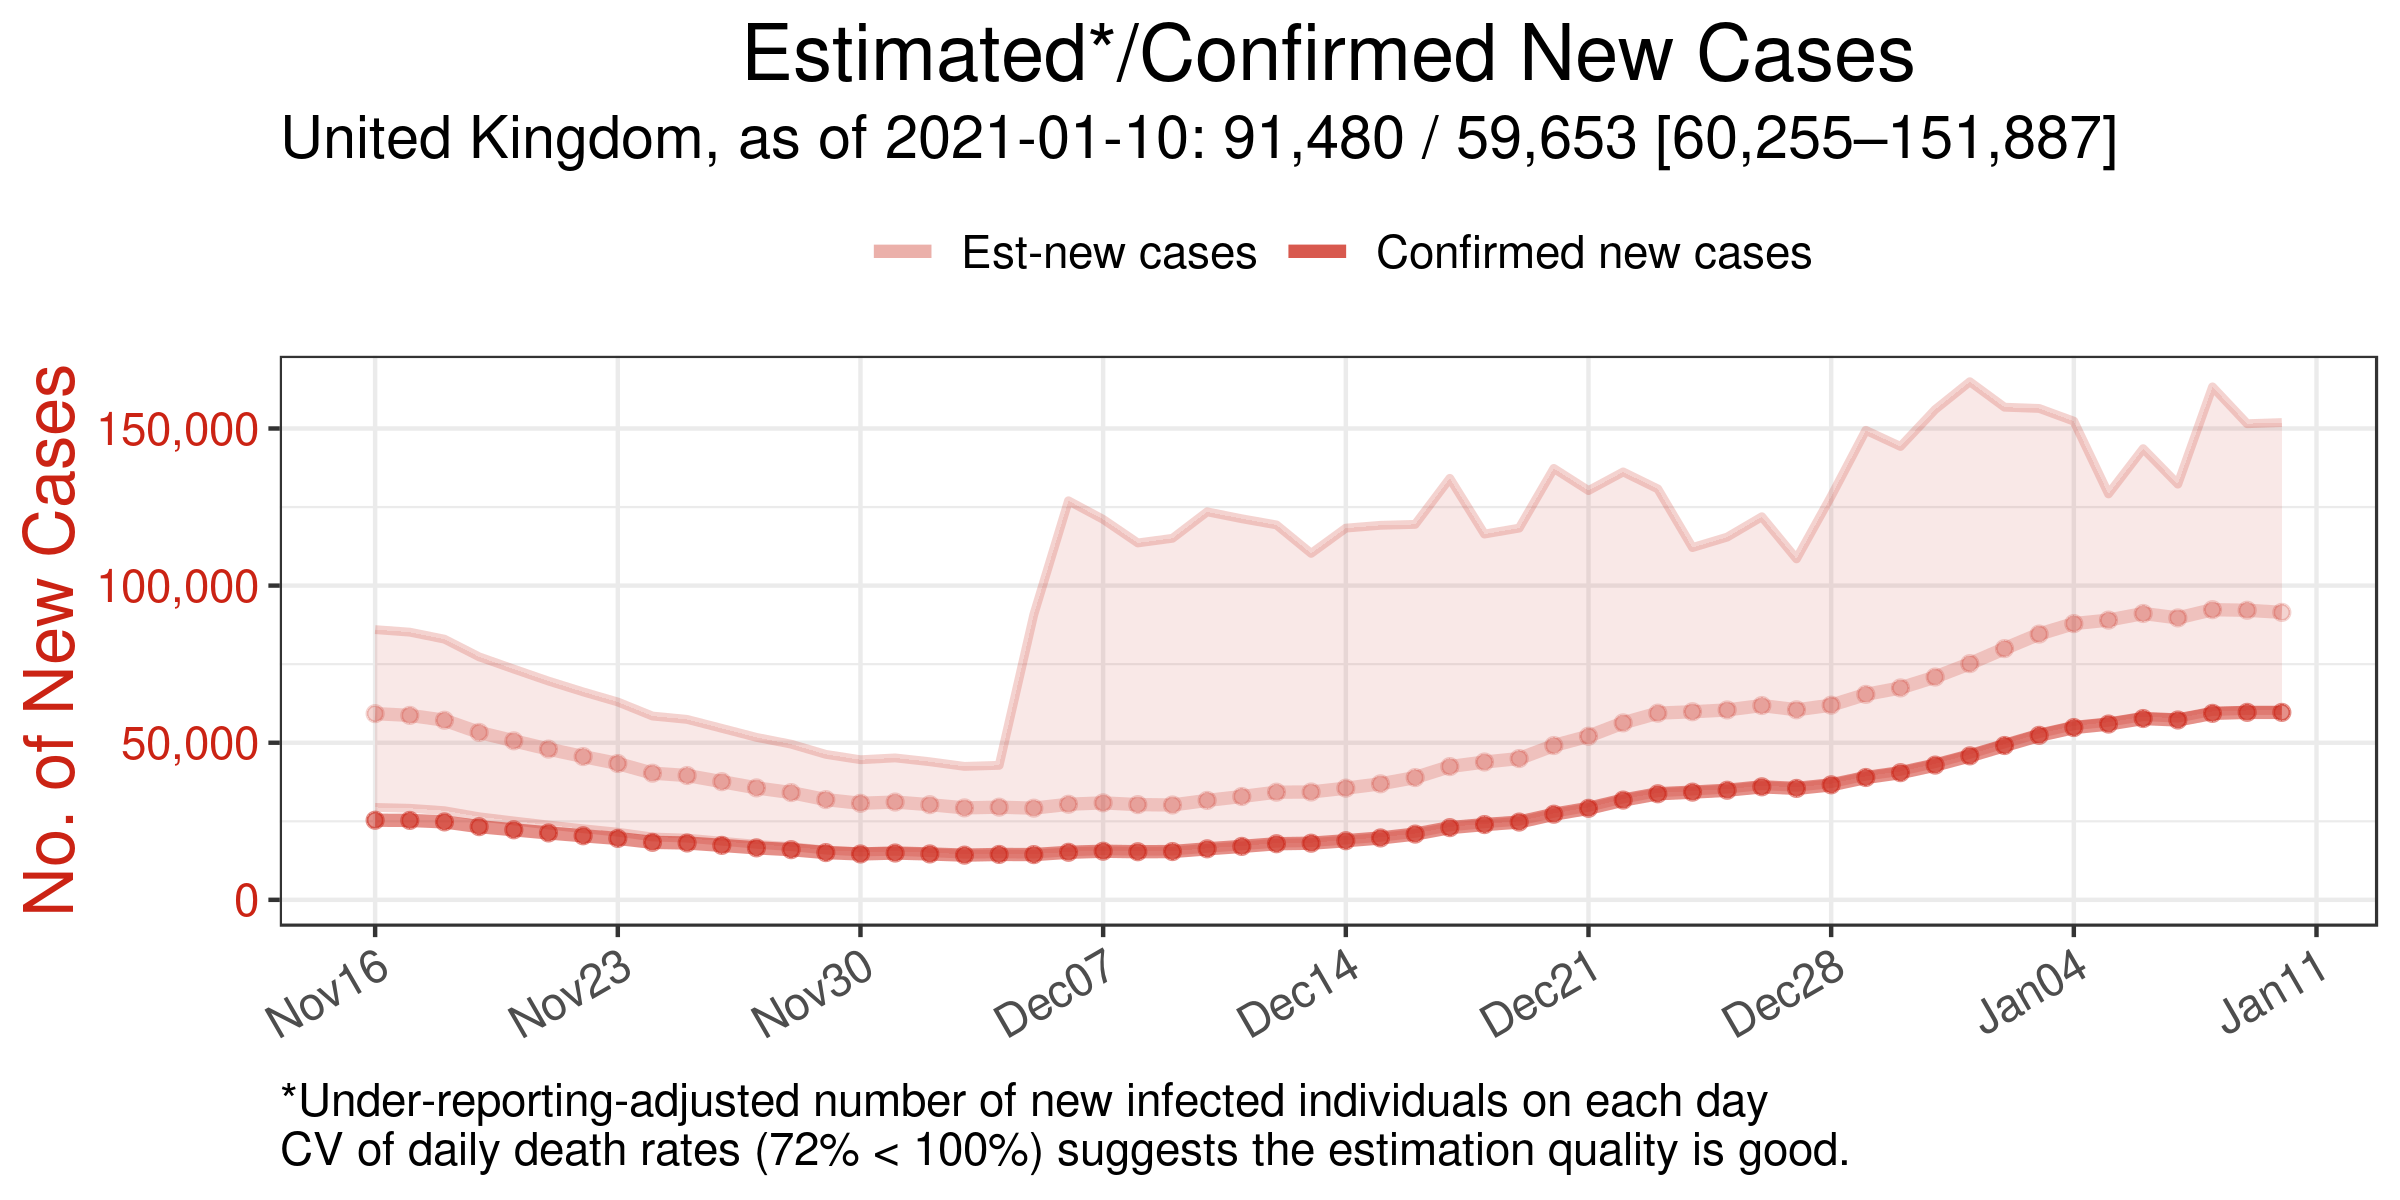 Estimated*/Confirmed New Cases
United Kingdom, as of 2021-01-10: 91,480 / 59,653 [60,255–151,887]
Est-new cases
Confirmed new cases
No. of New Cases
150,000
100,000
50,000
0
Nov16
Nov23
Nov30
Dec07
Dec14
Dec21
Dec28
Jan04
Jan11
*Under-reporting-adjusted number of new infected individuals on each day
CV of daily death rates (72% < 100%) suggests the estimation quality is good.